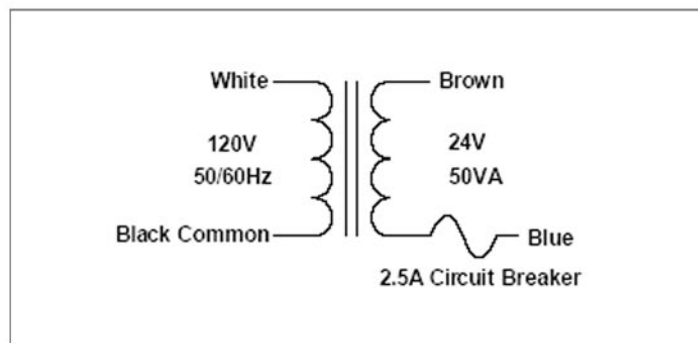 White
Brown
120V
24V
50/60Hz
50VA
Black Common
Blue
2.5A Circuit Breaker